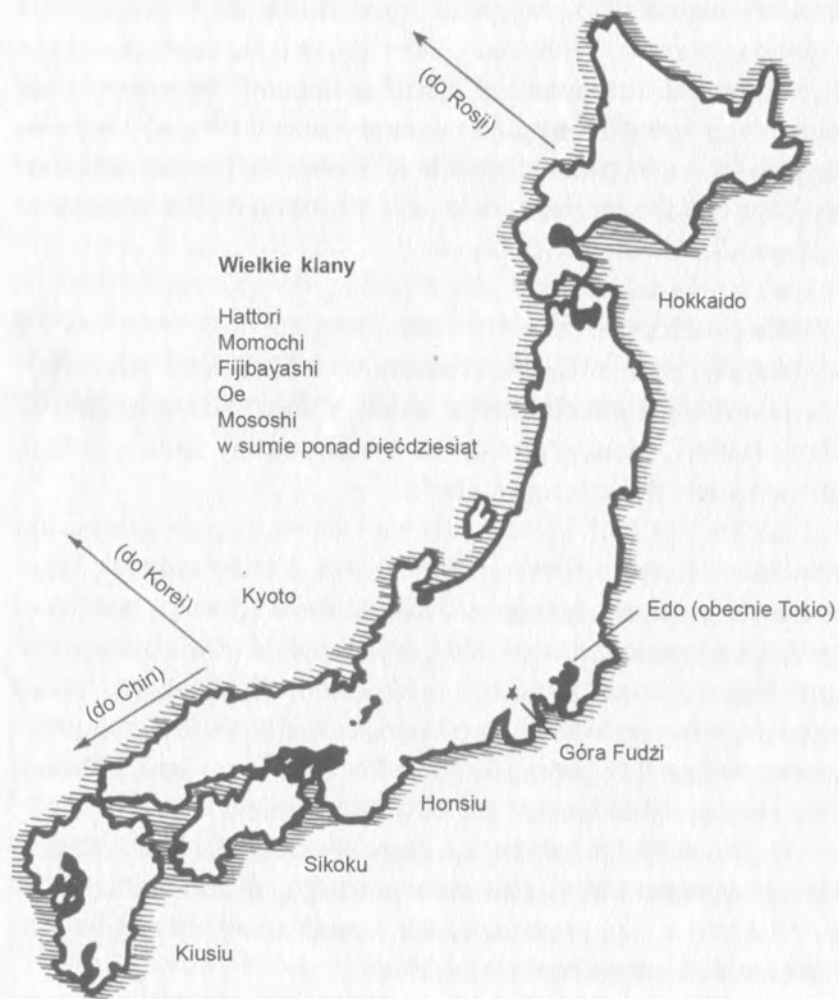 (do Rosji)
Wielkie klany
Hattori
Momochi
Fijibayashi
Oe
Mososhi
w sumie ponad pięćdziesiąt
Hokkaido
(do Korei)
Kyoto
(do Chin)
Edo (obecnie Tokio)
Góra Fudżi
Honsiu
Sikoku
Kiusiu